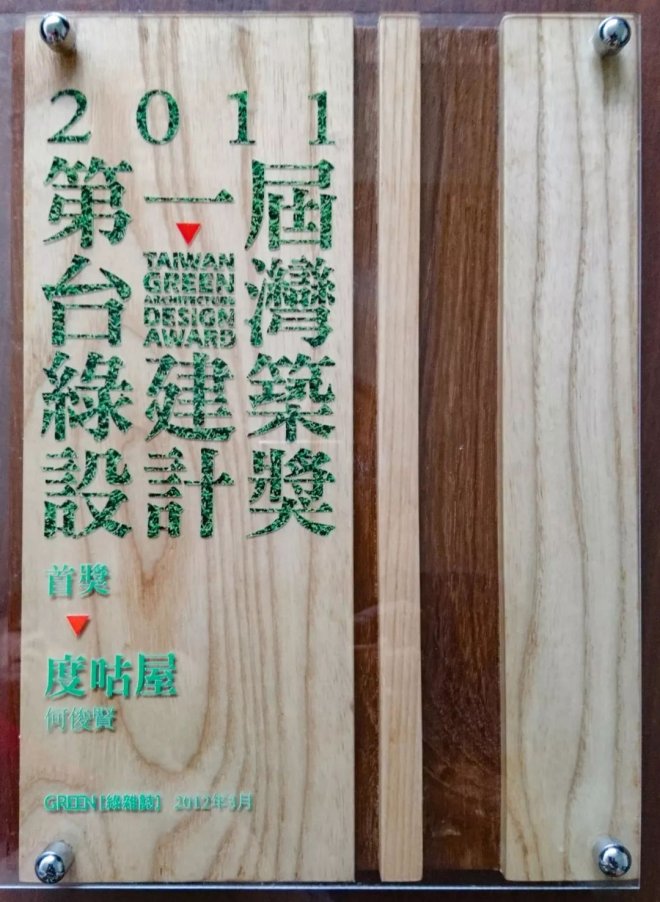 2011
第一屆
台灣
TAIWAN
GREEN
ARCHITECTURE
DESIGN
AWARD
綠建築
設計獎
首獎
度咕屋
何俊賢
GREEN [綠雜誌] 2012年3月